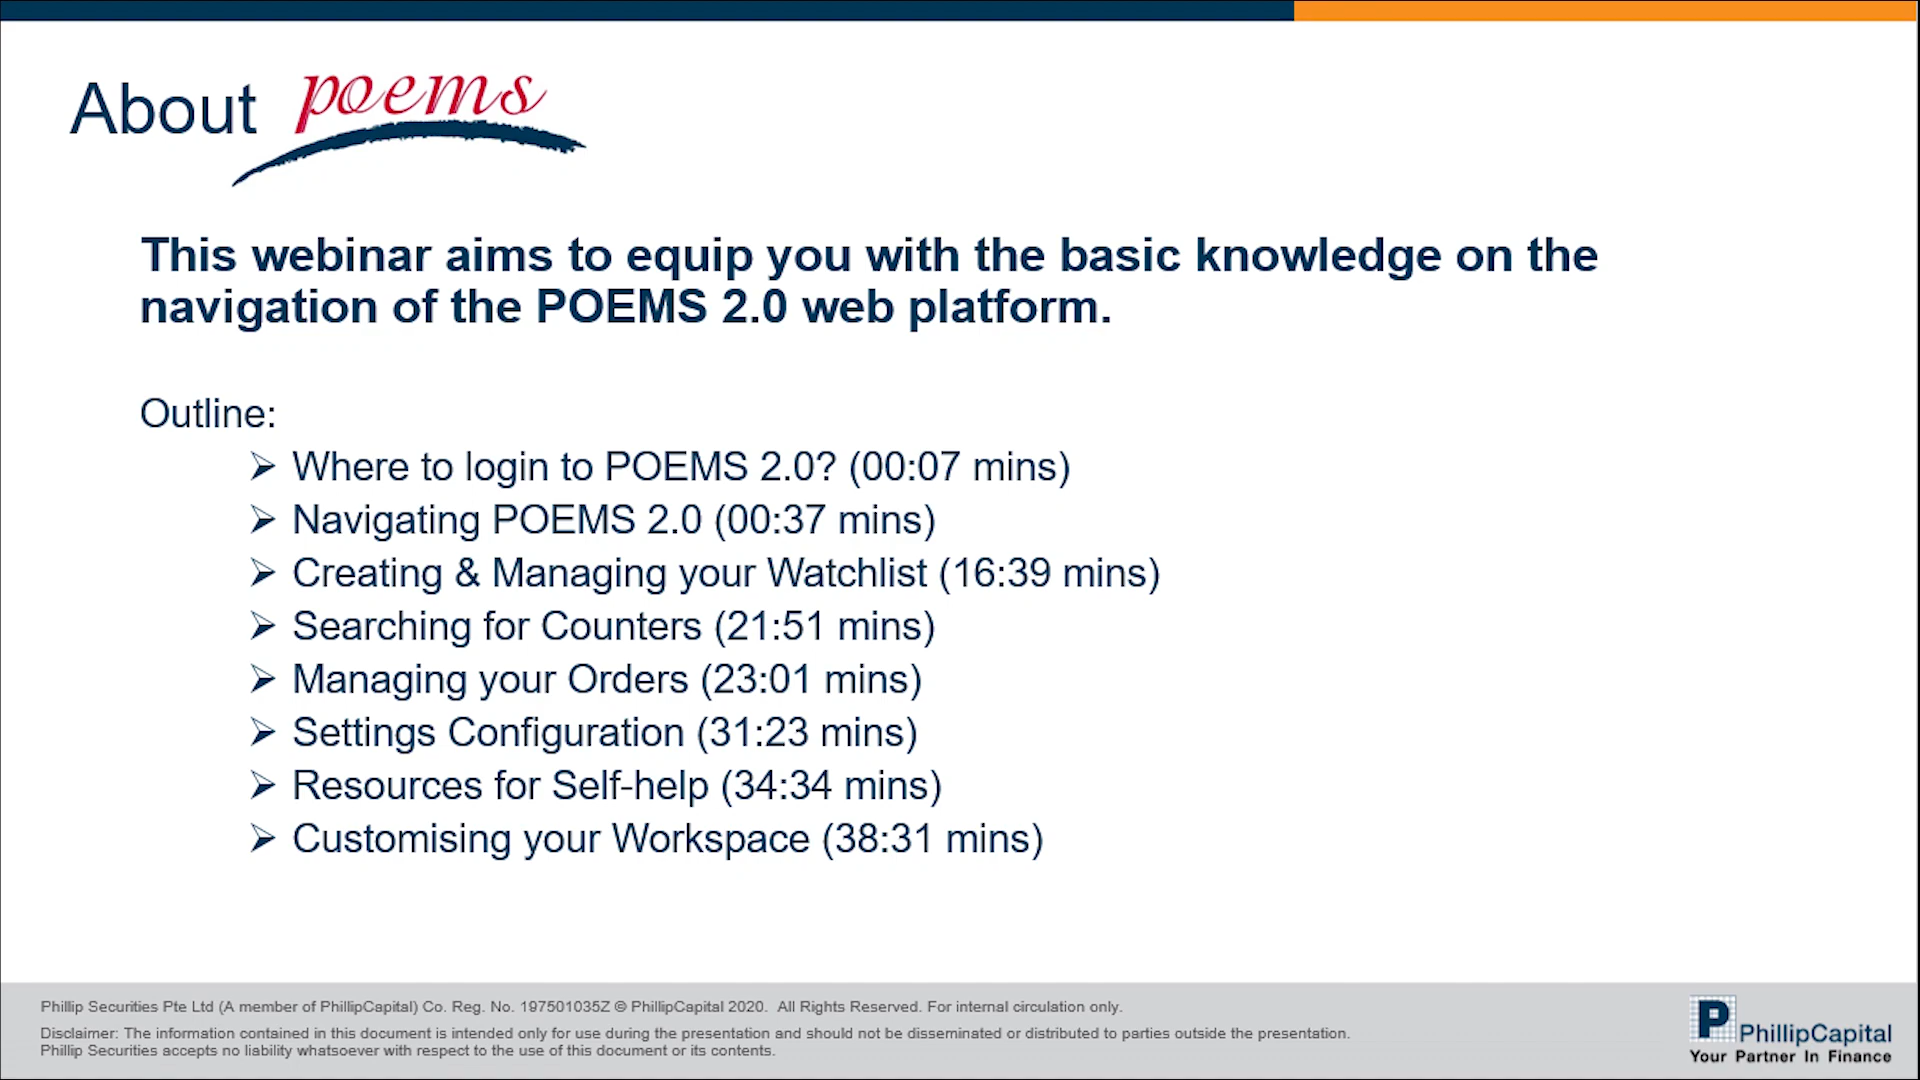 About poems
This webinar aims to equip you with the basic knowledge on the
navigation of the POEMS 2.0 web platform.
Outline:
➢ Where to login to POEMS 2.0? (00:07 mins)
➢ Navigating POEMS 2.0 (00:37 mins)
➢ Creating & Managing your Watchlist (16:39 mins)
➢ Searching for Counters (21:51 mins)
➢ Managing your Orders (23:01 mins)
➢ Settings Configuration (31:23 mins)
➢ Resources for Self-help (34:34 mins)
➢ Customising your Workspace (38:31 mins)
Phillip Securities Pte Ltd (A member of PhillipCapital) Co. Reg. No. 197501035Z © PhillipCapital 2020. All Rights Reserved. For internal circulation only.
Disclaimer: The information contained in this document is intended only for use during the presentation and should not be disseminated or distributed to parties outside the presentation.
Phillip Securities accepts no liability whatsoever with respect to the use of this document or its contents.
P PhillipCapital
Your Partner In Finance